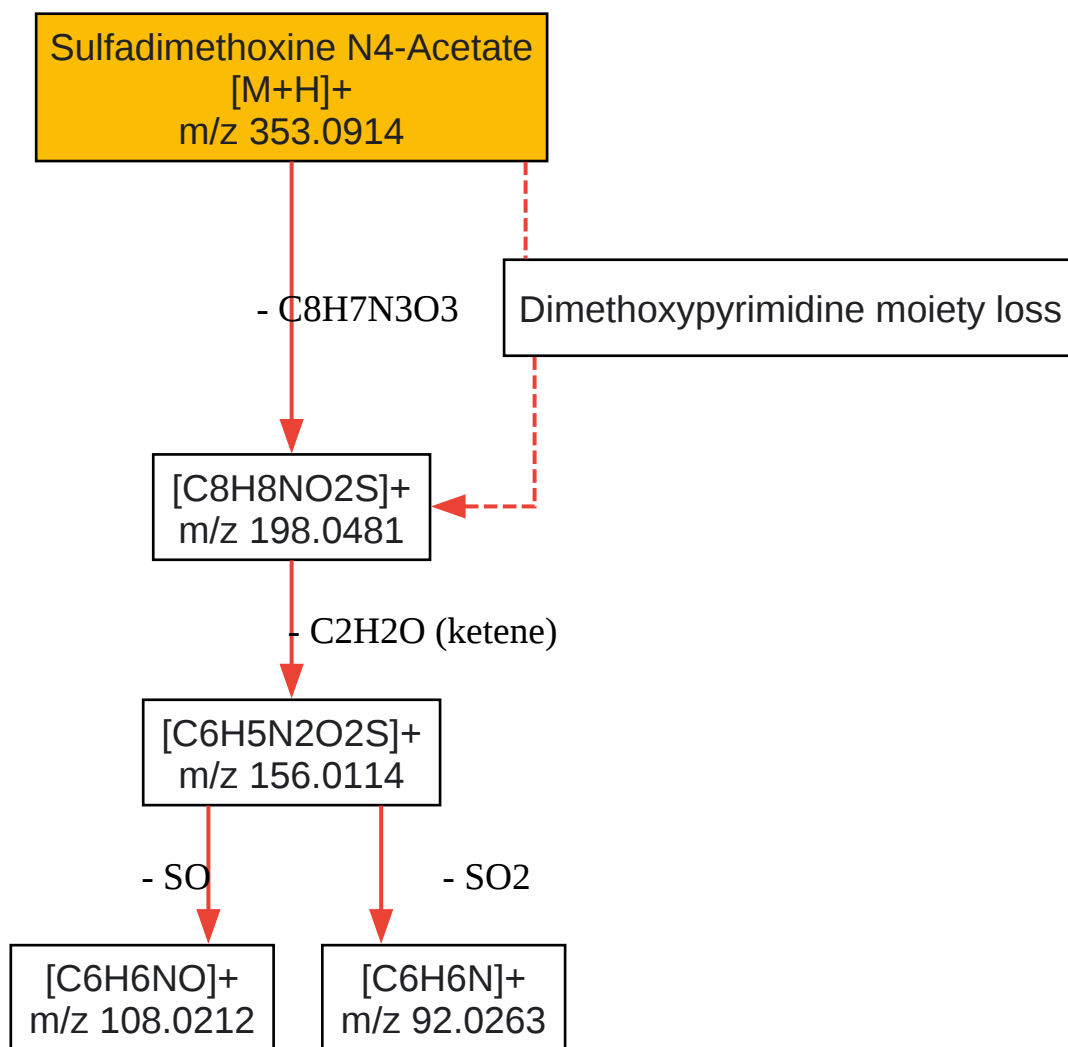 Sulfadimethoxine N4-Acetate
[M+H]+
m/z 353.0914
- C8H7N3O3
Dimethoxypyrimidine moiety loss
[C8H8NO2S]+
m/z 198.0481
- C2H2O (ketene)
[C6H5N2O2S]+
m/z 156.0114
- SO
- SO2
[C6H6NO]+
m/z 108.0212
[C6H6N]+
m/z 92.0263